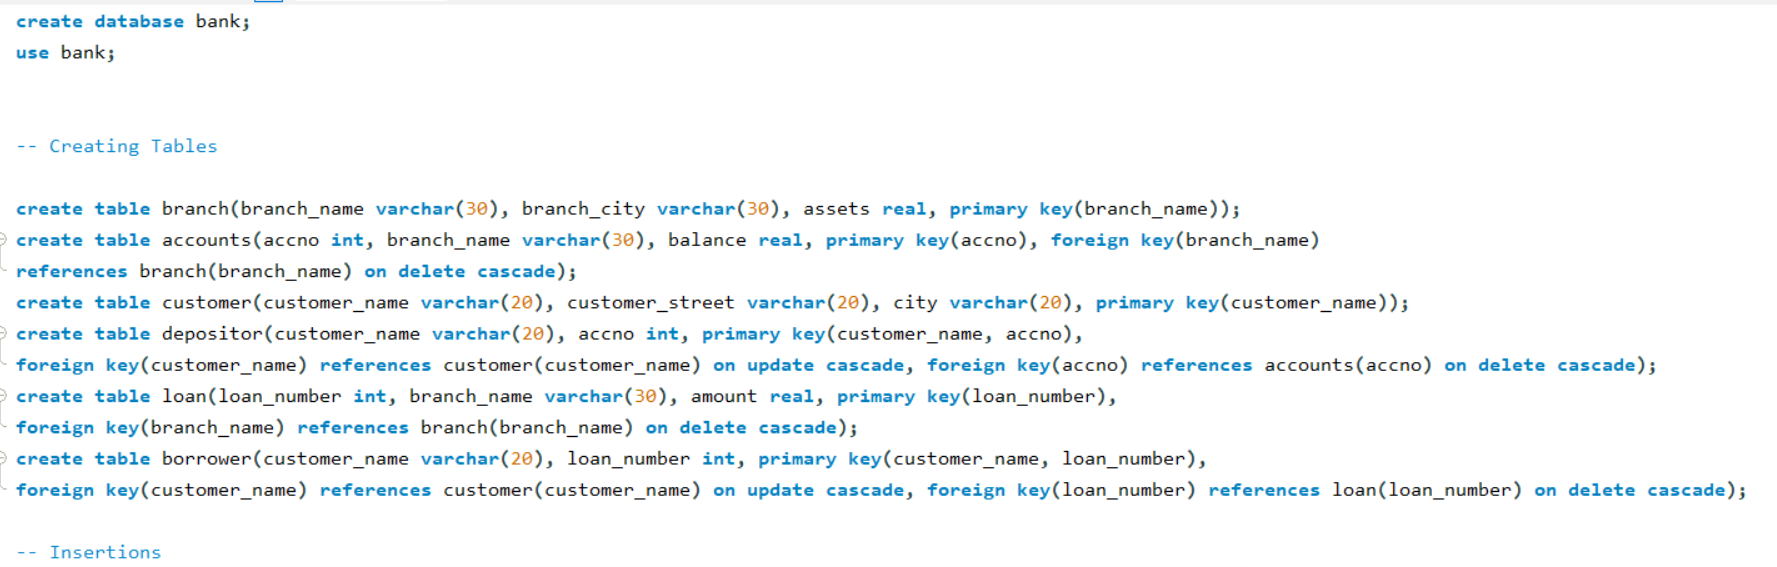 create database bank;
use bank;
-- Creating Tables
create table branch(branch_name varchar(30), branch_city varchar(30), assets real, primary key(branch_name));
create table accounts(accno int, branch_name varchar(30), balance real, primary key(accno), foreign key(branch_name)
references branch(branch_name) on delete cascade);
create table customer(customer_name varchar(20), customer_street varchar(20), city varchar(20), primary key(customer_name));
create table depositor(customer_name varchar(20), accno int, primary key(customer_name, accno),
foreign key(customer_name) references customer(customer_name) on update cascade, foreign key(accno) references accounts(accno) on delete cascade);
create table loan(loan_number int, branch_name varchar(30), amount real, primary key(loan_number),
foreign key(branch_name) references branch(branch_name) on delete cascade);
create table borrower(customer_name varchar(20), loan_number int, primary key(customer_name, loan_number),
foreign key(customer_name) references customer(customer_name) on update cascade, foreign key(loan_number) references loan(loan_number) on delete cascade);
-- Insertions